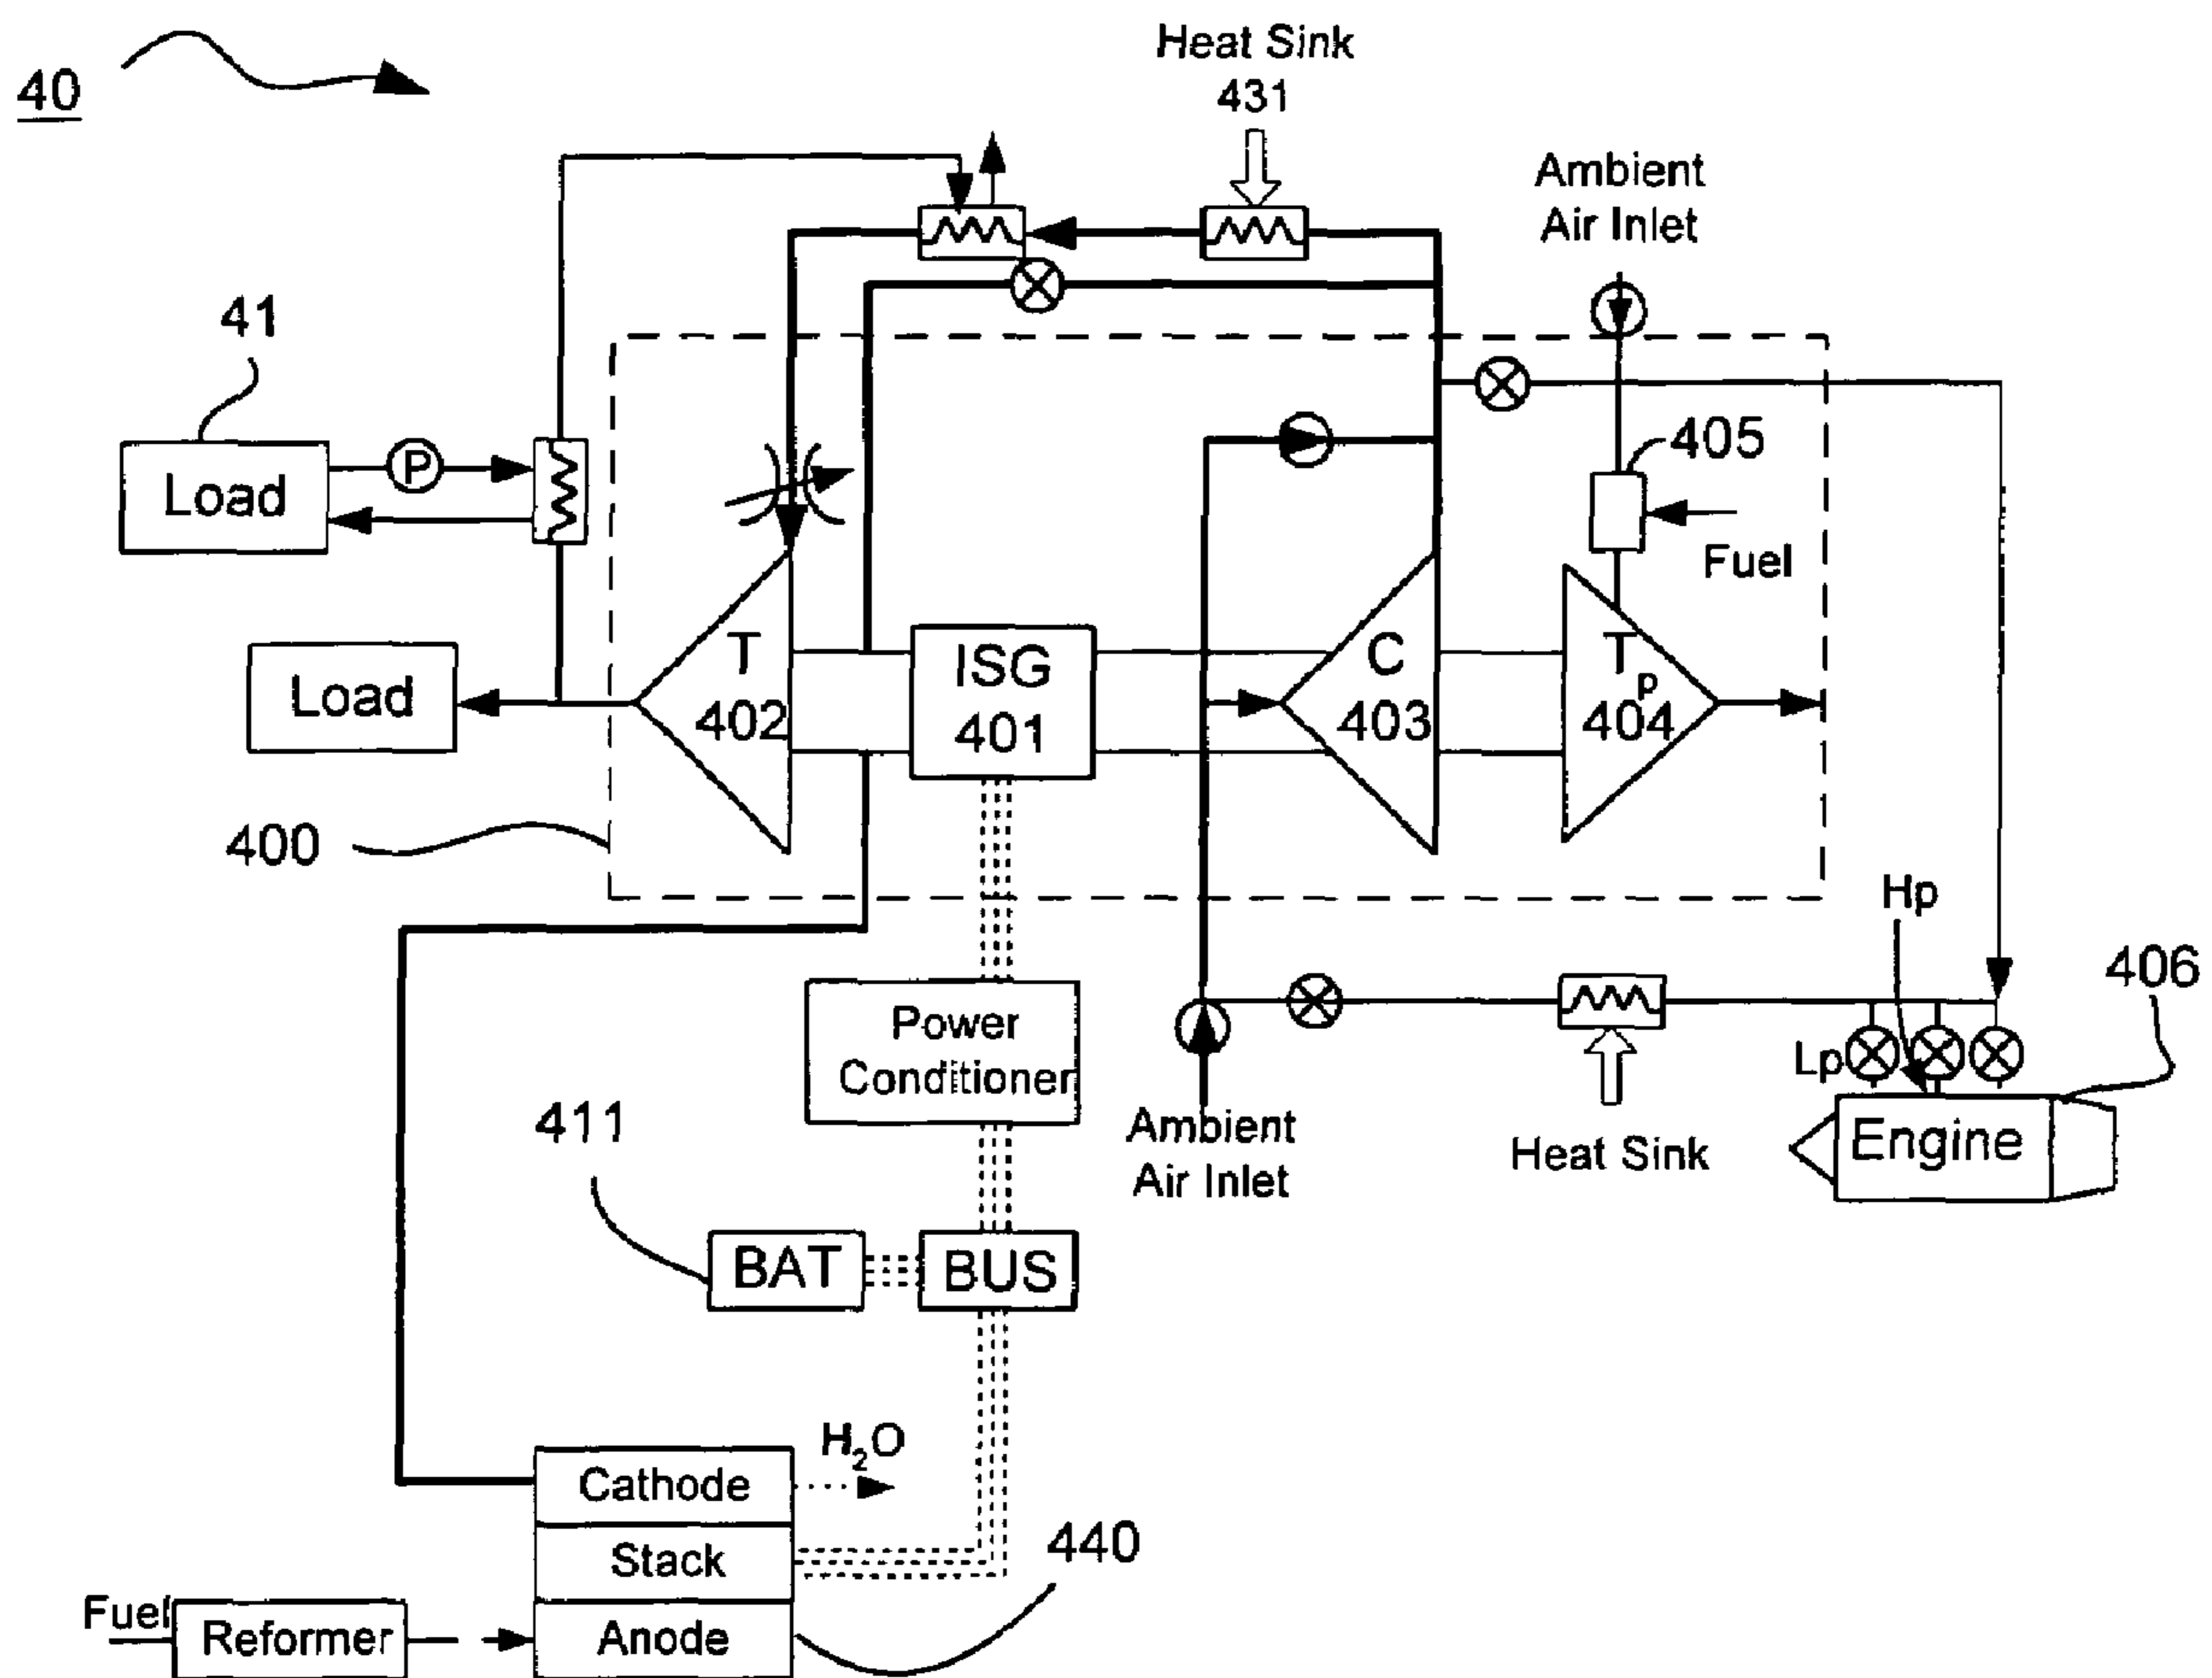 40
Heat Sink
431
Ambient
Air Inlet
41
Load
P
405
Fuel
T
402
ISG
401
C
403
Tp
404
Load
400
Hp
406
Power
Conditioner
Lp
Engine
Ambient
Air Inlet
Heat Sink
411
BAT
BUS
H2O
Cathode
Stack
440
Fuel
Reformer
Anode